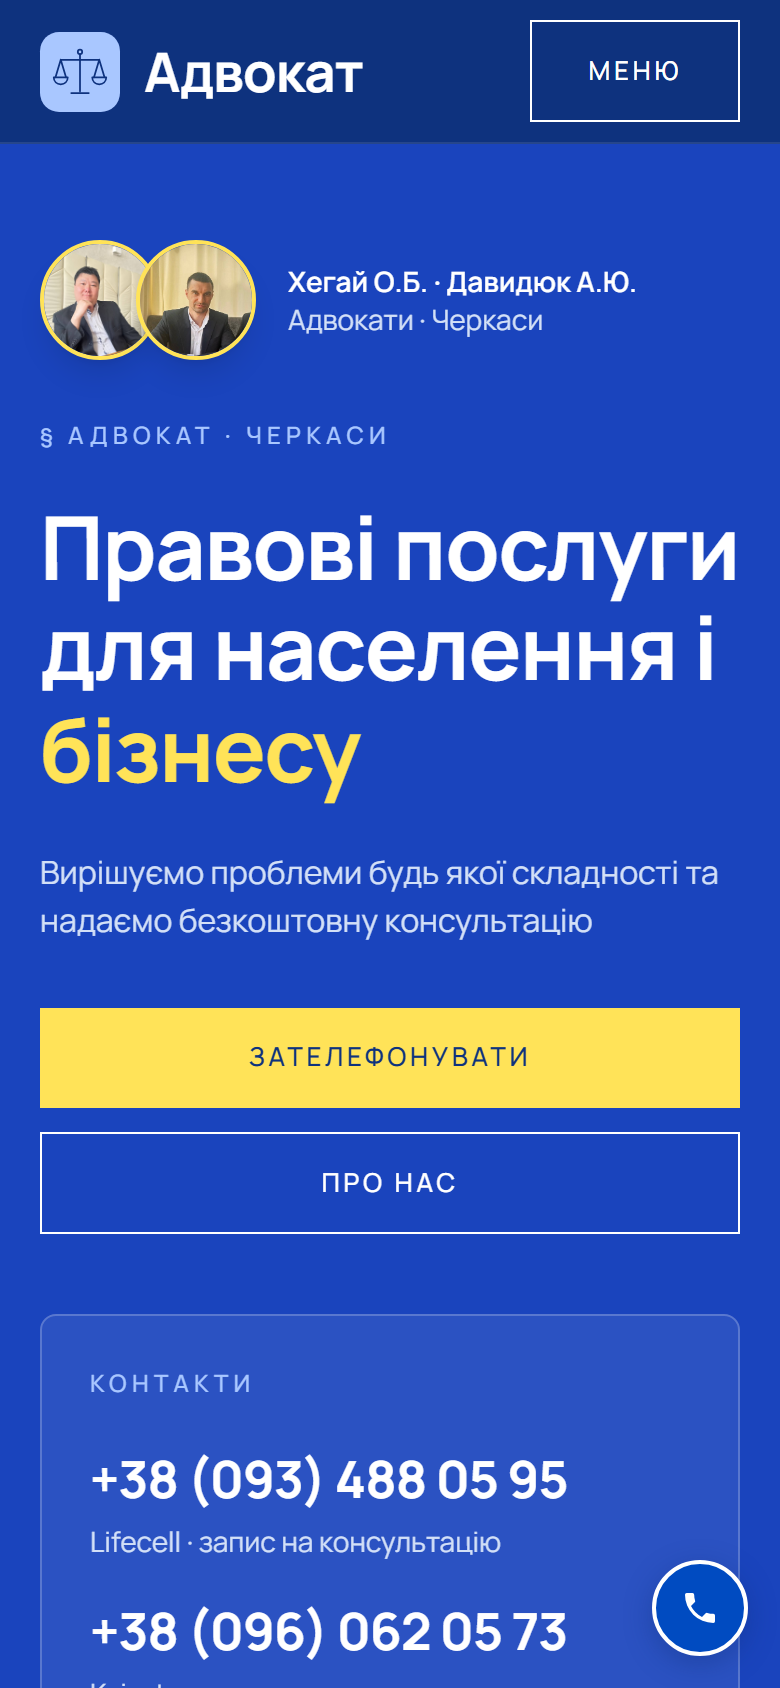 Адвокат
МЕНЮ
Хегай О.Б. · Давидюк А.Ю.
Адвокати · Черкаси
§ АДВОКАТ · ЧЕРКАСИ
Правові послуги
для населення і
бізнесу
Вирішуємо проблеми будь якої складності та
надаємо безкоштовну консультацію
ЗАТЕЛЕФОНУВАТИ
ПРО НАС
КОНТАКТИ
+38 (093) 488 05 95
Lifecell · запис на консультацію
+38 (096) 062 05 73